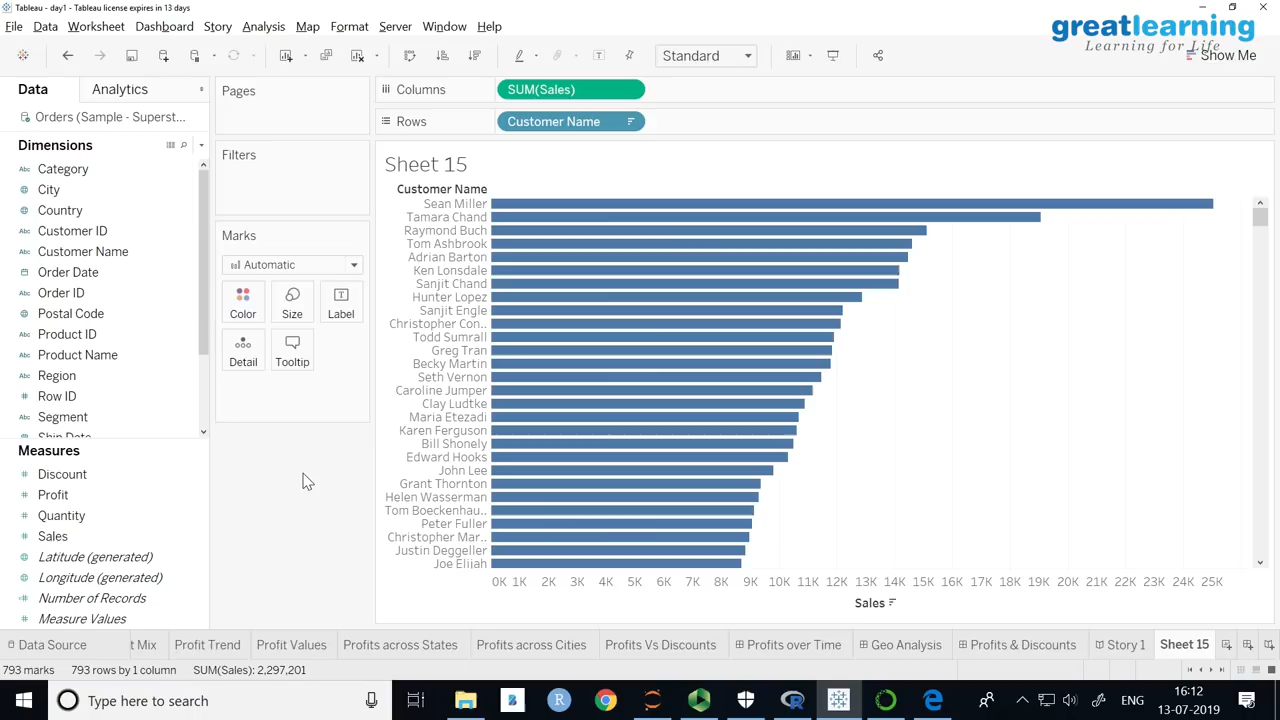 Tableau - day1 - Tableau license expires in 13 days
File Data Worksheet Dashboard Story Analysis Map Format Server Window Help
greatlearning
Learning for Life
Standard
Show Me
Data Analytics
Orders (Sample - Superst...
Dimensions
Abc Category
City
Country
Abc Customer ID
Abc Customer Name
Order Date
Abc Order ID
Postal Code
Abc Product ID
Abc Product Name
Abc Region
# Row ID
Abc Segment
Ship Date
Measures
# Discount
# Profit
# Quantity
# Sales
Latitude (generated)
Longitude (generated)
Number of Records
# Measure Values
Pages
Filters
Marks
Automatic
Color Size Label
Detail Tooltip
Columns SUM(Sales)
Rows Customer Name
Sheet 15
Customer Name
Sean Miller
Tamara Chand
Raymond Buch
Tom Ashbrook
Adrian Barton
Ken Lonsdale
Sanjit Chand
Hunter Lopez
Sanjit Engle
Christopher Con..
Todd Sumrall
Greg Tran
Becky Martin
Seth Vernon
Caroline Jumper
Clay Ludtke
Maria Etezadi
Karen Ferguson
Bill Shonely
Edward Hooks
John Lee
Grant Thornton
Helen Wasserman
Tom Boeckenhau..
Peter Fuller
Christopher Mar..
Justin Deggeller
Joe Elijah
0K 1K 2K 3K 4K 5K 6K 7K 8K 9K 10K 11K 12K 13K 14K 15K 16K 17K 18K 19K 20K 21K 22K 23K 24K 25K
Sales
Data Source t Mix Profit Trend Profit Values Profits across States Profits across Cities Profits Vs Discounts Profits over Time Geo Analysis Profits & Discounts Story 1 Sheet 15
793 marks 793 rows by 1 column SUM(Sales): 2,297,201
Type here to search
ENG
16:12
13-07-2019